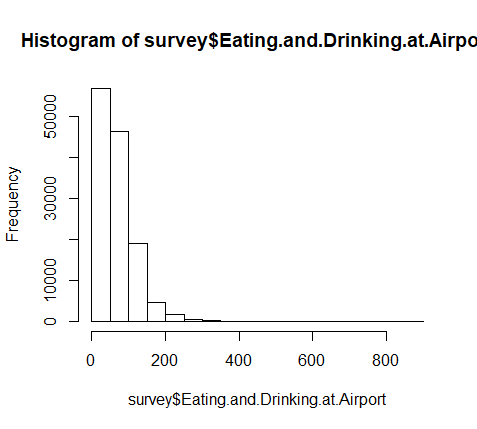 Histogram of survey$Eating.and.Drinking.at.Airpo
Frequency
50000
30000
10000
0
0 200 400 600 800
survey$Eating.and.Drinking.at.Airport